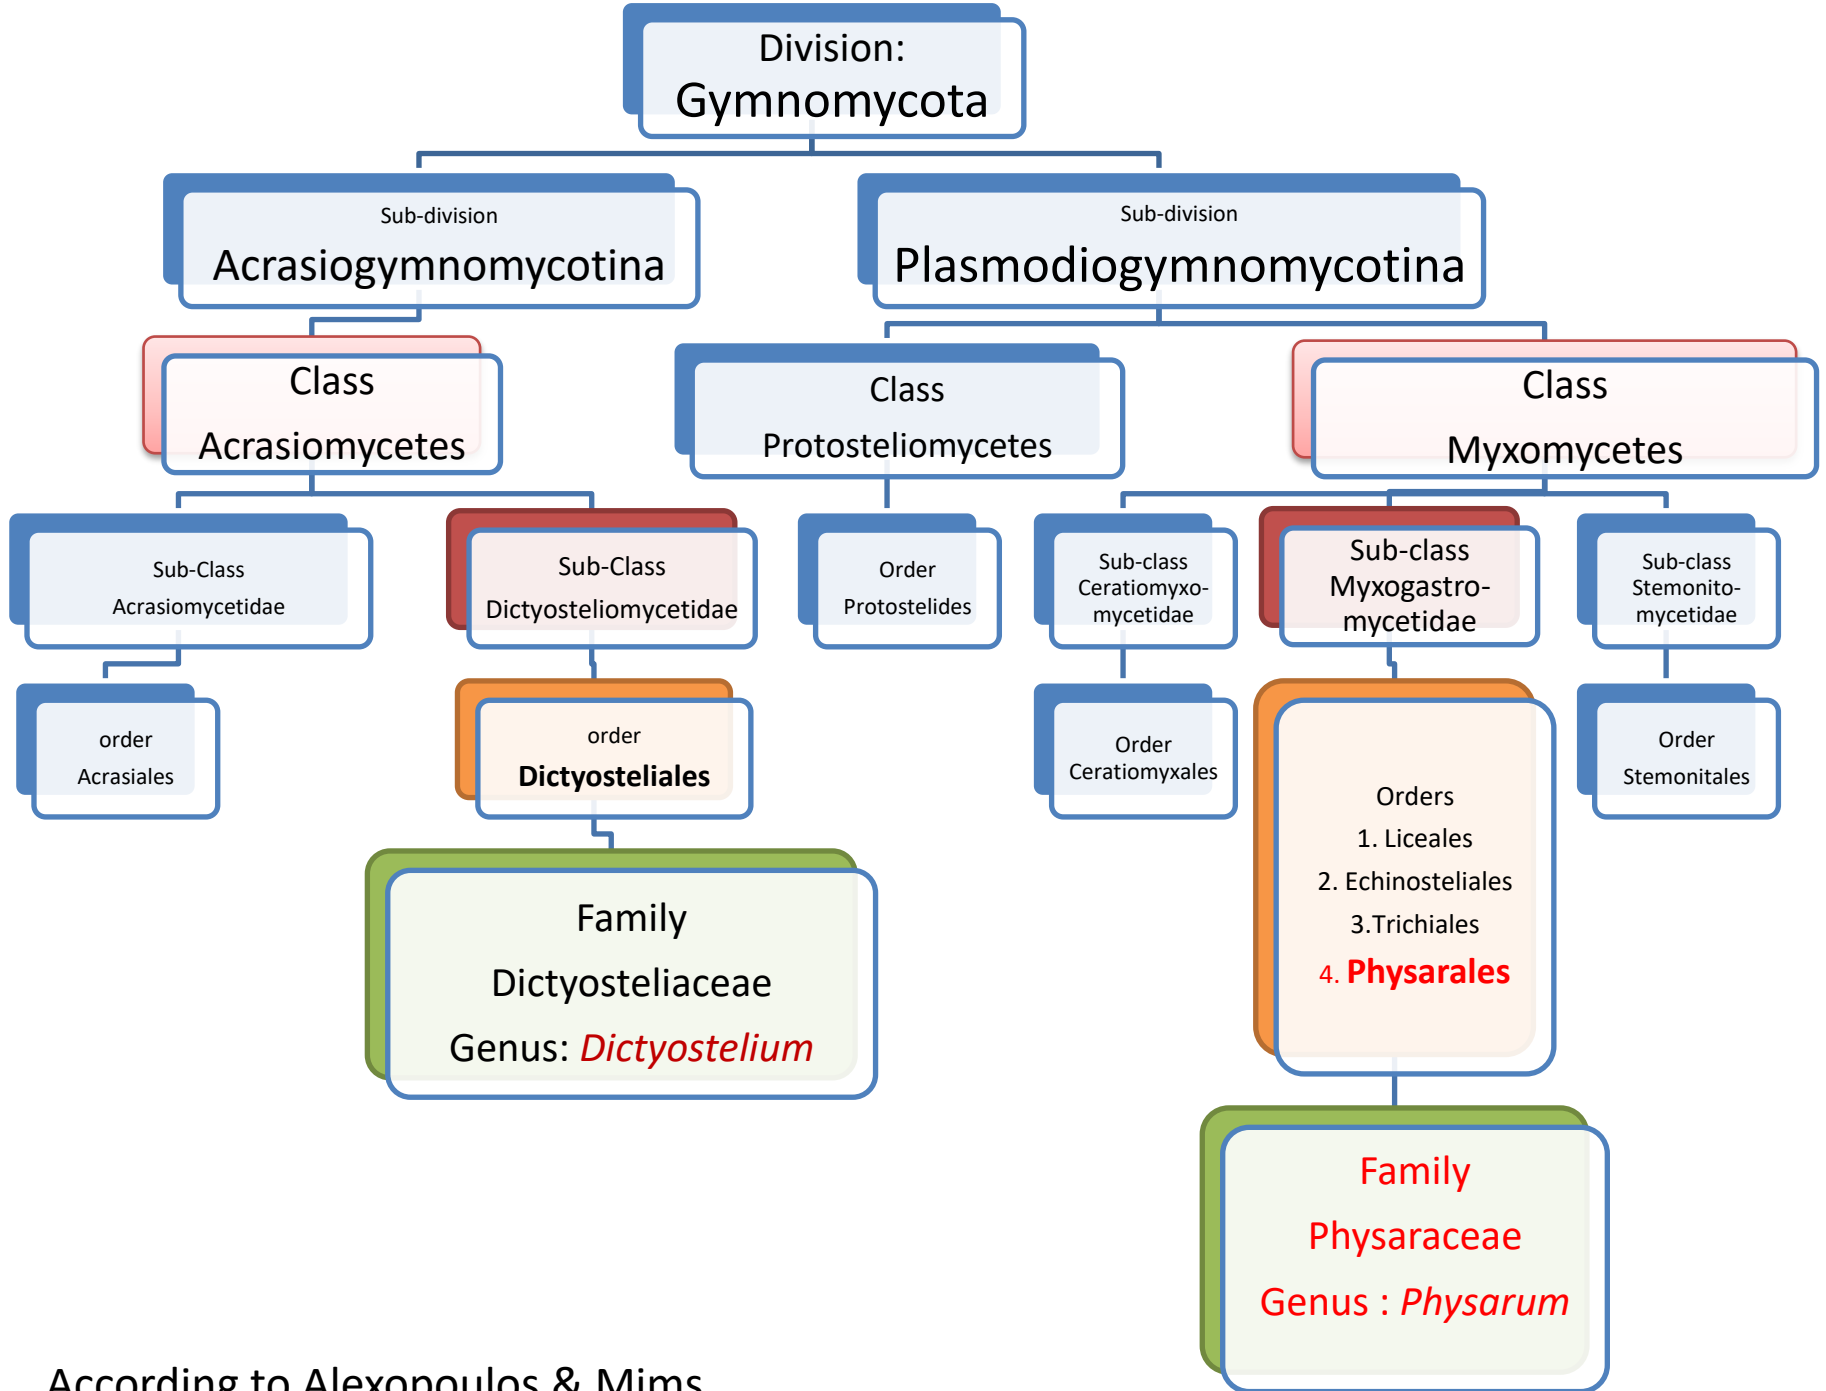 Division:
Gymnomycota
Sub-division
Acrasiogymnomycotina
Sub-division
Plasmodiogymnomycotina
Class
Acrasiomycetes
Class
Protosteliomycetes
Class
Myxomycetes
Sub-Class
Acrasiomycetidae
Sub-Class
Dictyosteliomycetidae
Order
Protostelides
Sub-class
Ceratiomyxo-
mycetidae
Sub-class
Myxogastro-
mycetidae
Sub-class
Stemonito-
mycetidae
order
Acrasiales
order
Dictyosteliales
Order
Ceratiomyxales
Orders
1. Liceales
2. Echinosteliales
3.Trichiales
4. Physarales
Order
Stemonitales
Family
Dictyosteliaceae
Genus: Dictyostelium
Family
Physaraceae
Genus : Physarum
According to Alexopoulos & Mims